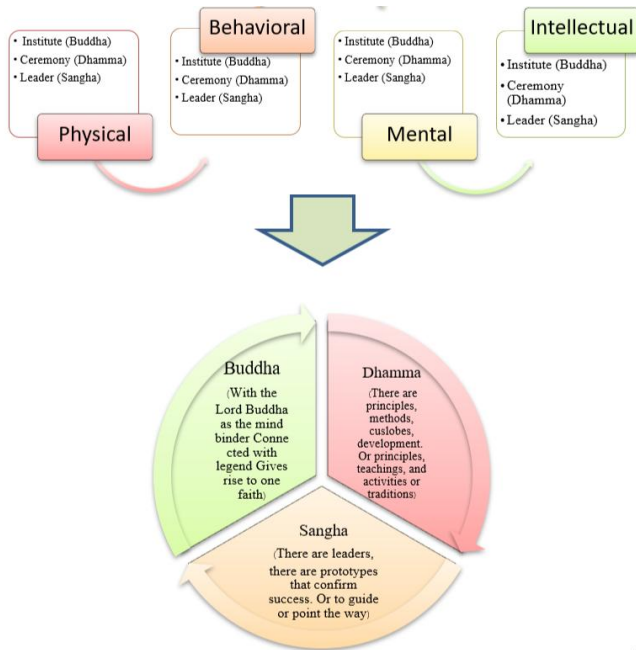 • Institute (Buddha)
• Ceremony (Dhamma)
• Leader (Sangha)
Physical
Behavioral
• Institute (Buddha)
• Ceremony (Dhamma)
• Leader (Sangha)
• Institute (Buddha)
• Ceremony (Dhamma)
• Leader (Sangha)
Mental
Intellectual
• Institute (Buddha)
• Ceremony
(Dhamma)
• Leader (Sangha)
Buddha
(With the
Lord Buddha
as the mind
binder Conne
cted with
legend Gives
rise to one
faith)
Dhamma
(There are
principles,
methods,
cuslobes,
development.
Or principles,
teachings, and
activities or
traditions)
Sangha
(There are leaders,
there are prototypes
that confirm
success. Or to guide
or point the way)